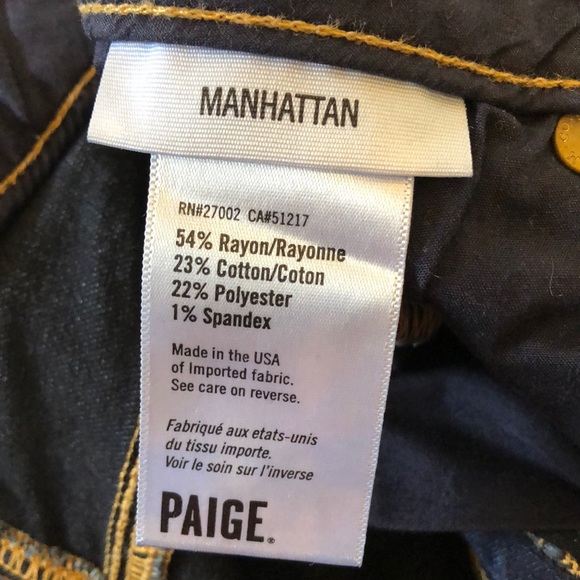 MANHATTAN
RN#27002 CA#51217
54% Rayon/Rayonne
23% Cotton/Coton
22% Polyester
1% Spandex
Made in the USA
of Imported fabric.
See care on reverse.
Fabriqué aux etats-unis
du tissu importe.
Voir le soin sur l'inverse
PAIGE®